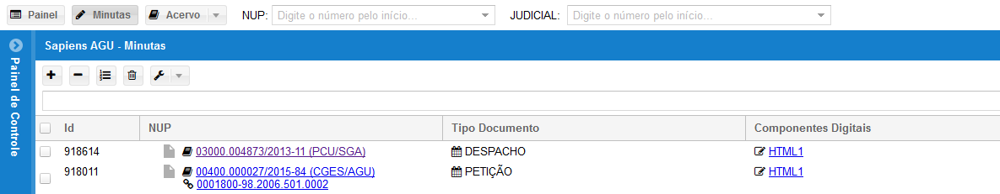 Painel Minutas Acervo NUP: Digite o número pelo início... JUDICIAL: Digite o número pelo início...
Sapiens AGU - Minutas
Painel de Controle
Id NUP Tipo Documento Componentes Digitais
918614 03000.004873/2013-11 (PCU/SGA) DESPACHO HTML1
918011 00400.000027/2015-84 (CGES/AGU) PETIÇÃO HTML1
0001800-98.2006.501.0002